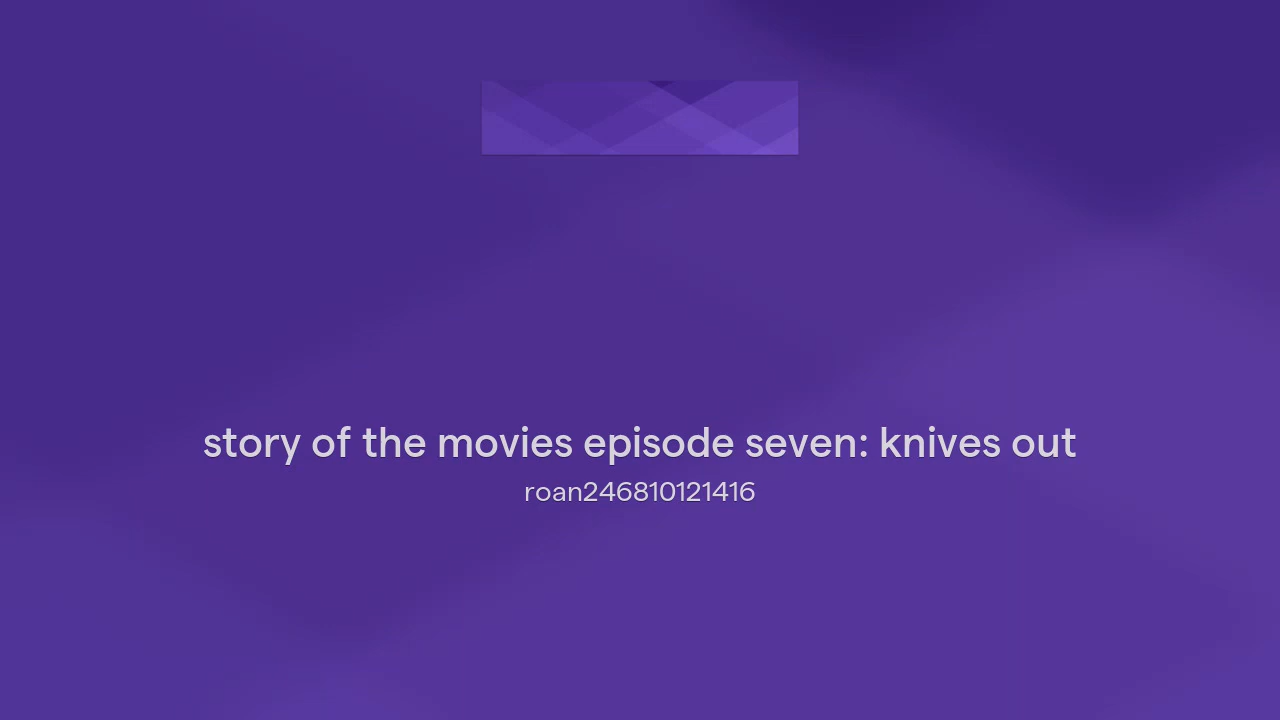 story of the movies episode seven: knives out
roan246810121416